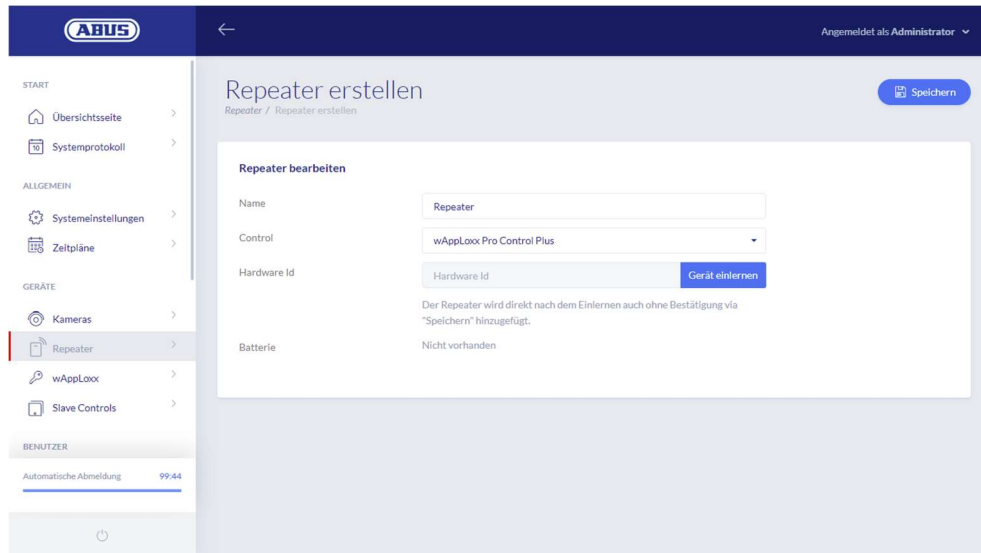 ABUS
Angemeldet als Administrator
START
Übersichtsseite
10
Systemprotokoll
ALLGEMEIN
Systemeinstellungen
Zeitpläne
GERÄTE
Kameras
Repeater
wAppLoxx
Slave Controls
BENUTZER
Automatische Abmeldung 99:44
Repeater erstellen
Repeater / Repeater erstellen
Speichern
Repeater bearbeiten
Name
Repeater
Control
wAppLoxx Pro Control Plus
Hardware Id
Hardware Id
Gerät einlernen
Der Repeater wird direkt nach dem Einlernen auch ohne Bestätigung via
"Speichern" hinzugefügt.
Batterie
Nicht vorhanden